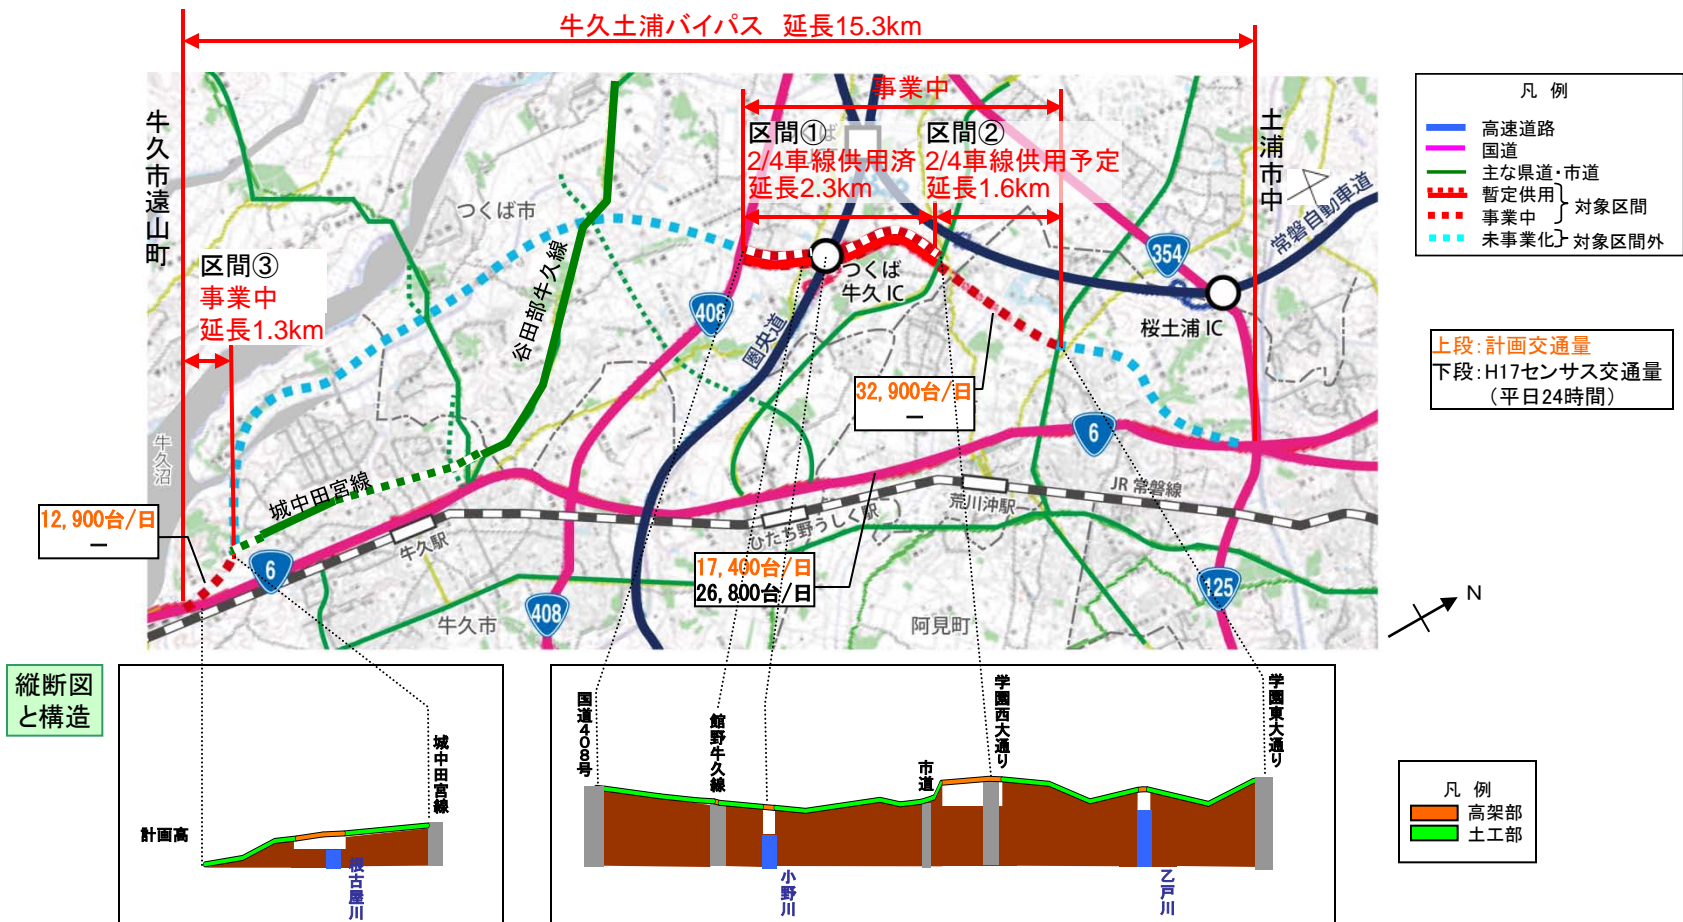 牛久土浦バイパス 延長15.3km
事業中
牛久市遠山町
土浦市中
区間①
2/4車線供用済
延長2.3km
区間②
2/4車線供用予定
延長1.6km
区間③
事業中
延長1.3km
つくば市
谷田部牛久線
城中田宮線
牛久沼
408
圏央道
つくば
牛久IC
354
常磐自動車道
桜土浦IC
32,900台/日
－
6
JR常磐線
荒川沖駅
ひたち野うしく駅
牛久駅
12,900台/日
－
6
17,400台/日
26,800台/日
408
125
牛久市
阿見町
N
凡 例
高速道路
国道
主な県道・市道
暫定供用
事業中
対象区間
未事業化
対象区間外
上段:計画交通量
下段:H17センサス交通量
(平日24時間)
縦断図
と構造
計画高
城中田宮線
根古屋川
国道408号
館野牛久線
小野川
市道
学園西大通り
乙戸川
学園東大通り
凡 例
高架部
土工部